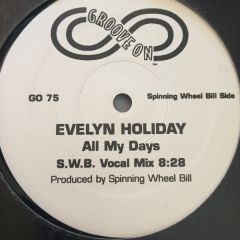 GROOVE ON™
GO 75
Spinning Wheel Bill Side
EVELYN HOLIDAY
All My Days
S.W.B. Vocal Mix 8:28
Produced by Spinning Wheel Bill